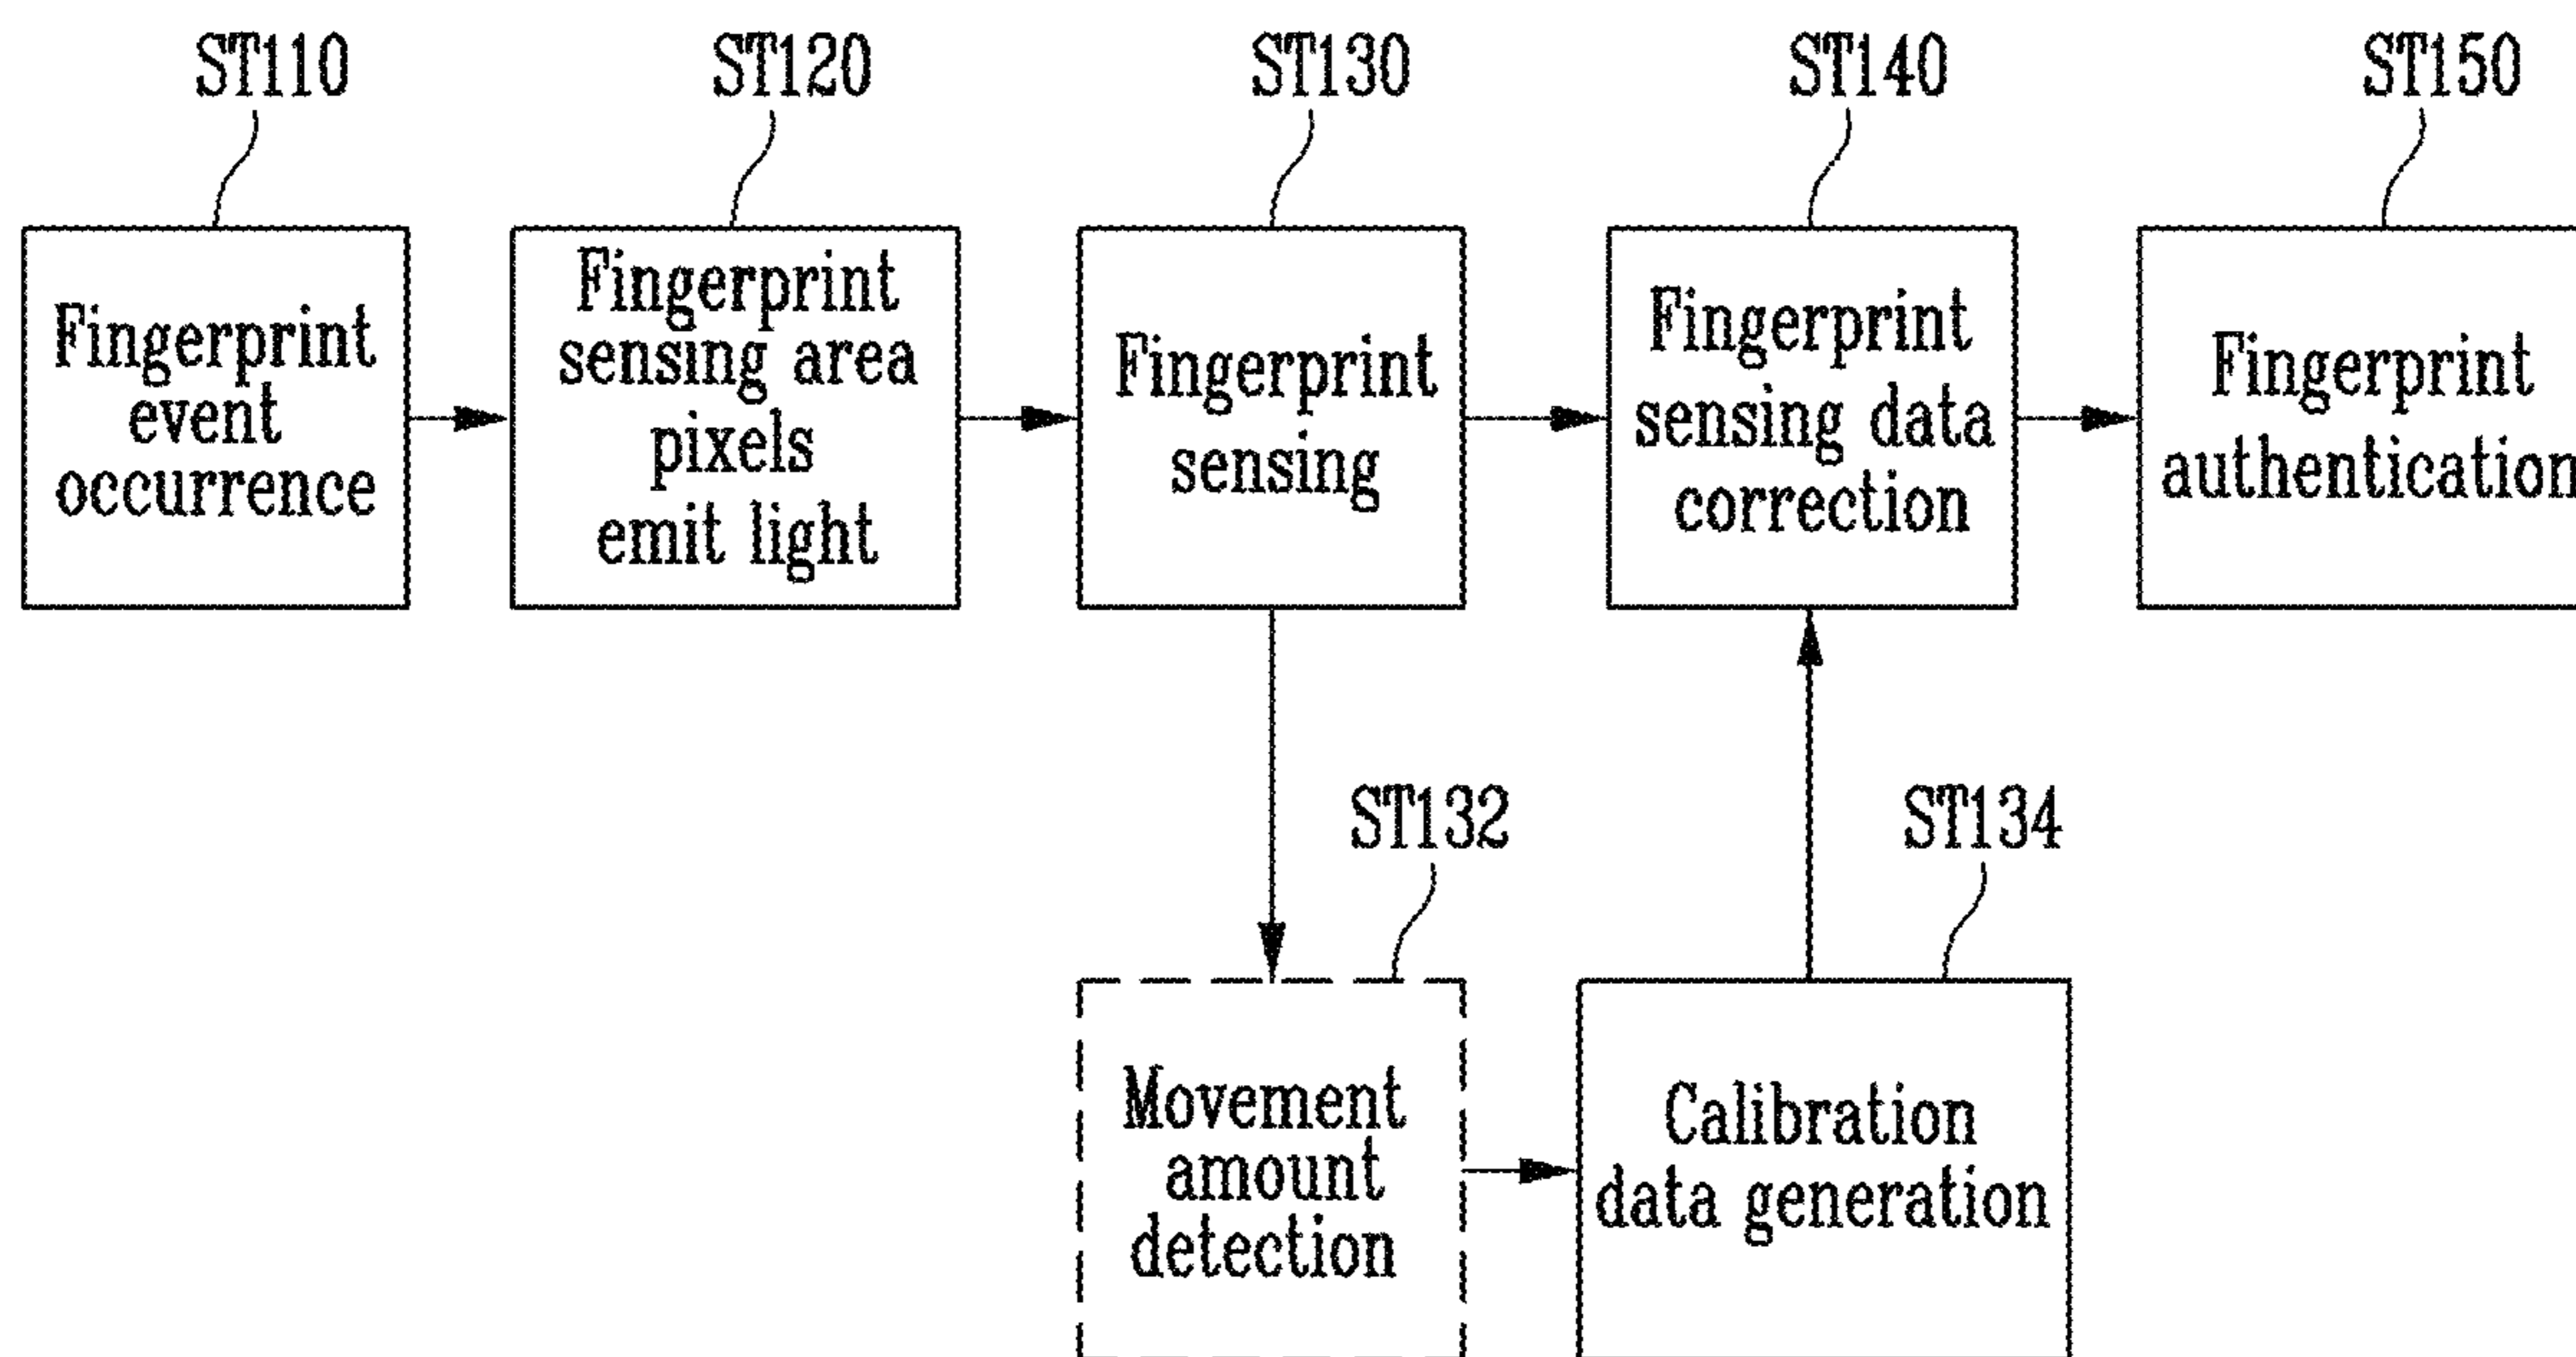 ST110
ST120
ST130
ST140
ST150
Fingerprint
event
occurrence
Fingerprint
sensing area
pixels
emit light
Fingerprint
sensing
Fingerprint
sensing data
correction
Fingerprint
authentication
ST132
ST134
Movement
amount
detection
Calibration
data generation